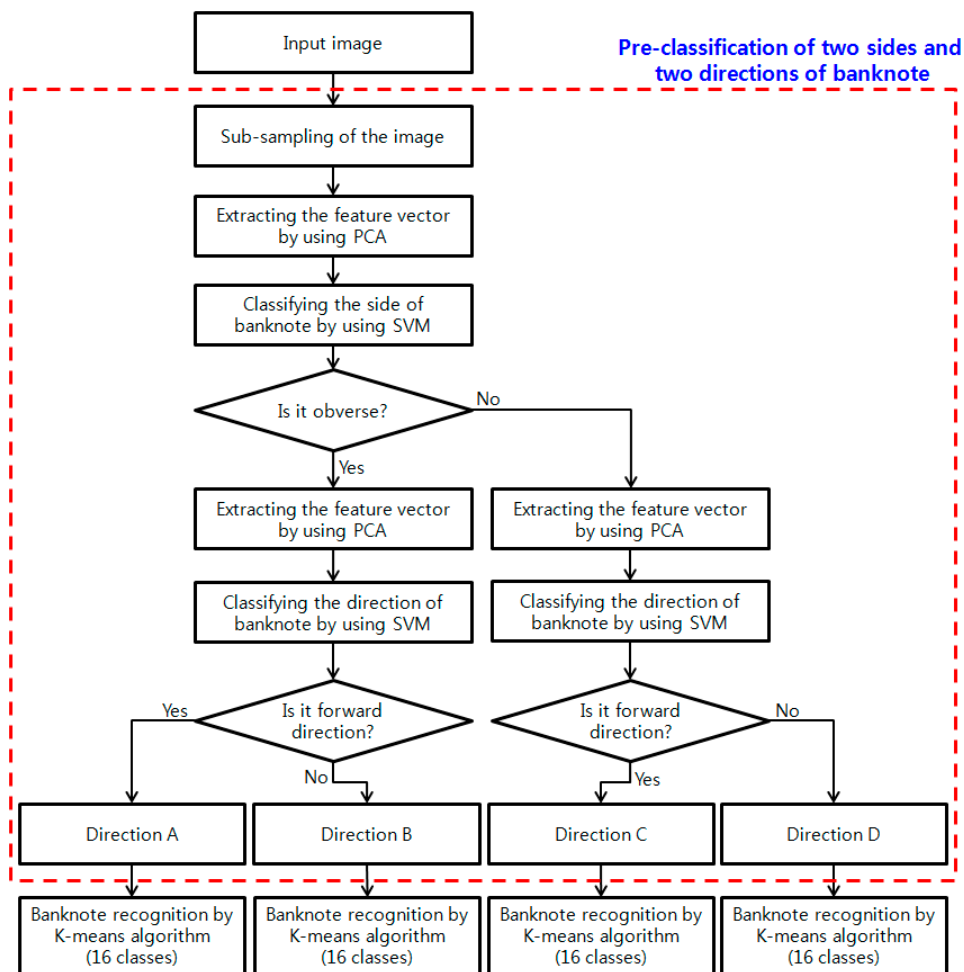 Input image
Pre-classification of two sides and
two directions of banknote
Sub-sampling of the image
Extracting the feature vector
by using PCA
Classifying the side of
banknote by using SVM
Is it obverse?
No
Yes
Extracting the feature vector
by using PCA
Extracting the feature vector
by using PCA
Classifying the direction of
banknote by using SVM
Classifying the direction of
banknote by using SVM
Yes
Is it forward
direction?
No
Is it forward
direction?
No
Yes
Direction A
Direction B
Direction C
Direction D
Banknote recognition by
K-means algorithm
(16 classes)
Banknote recognition by
K-means algorithm
(16 classes)
Banknote recognition by
K-means algorithm
(16 classes)
Banknote recognition by
K-means algorithm
(16 classes)